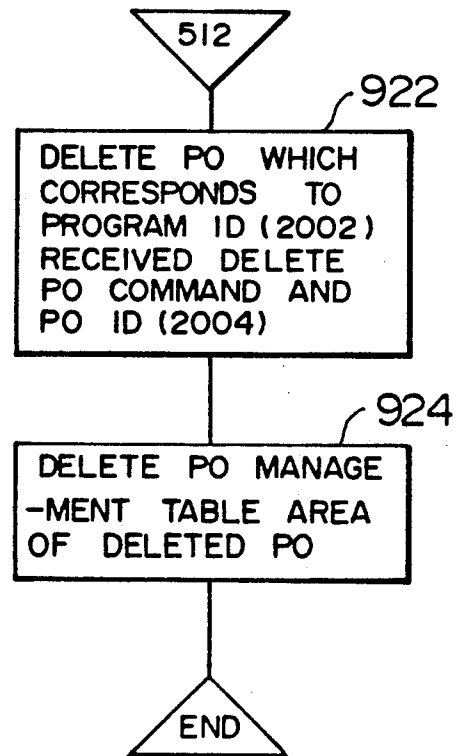 512
922
DELETE PO WHICH
CORRESPONDS TO
PROGRAM ID (2002)
RECEIVED DELETE
PO COMMAND AND
PO ID (2004)
924
DELETE PO MANAGE
-MENT TABLE AREA
OF DELETED PO
END